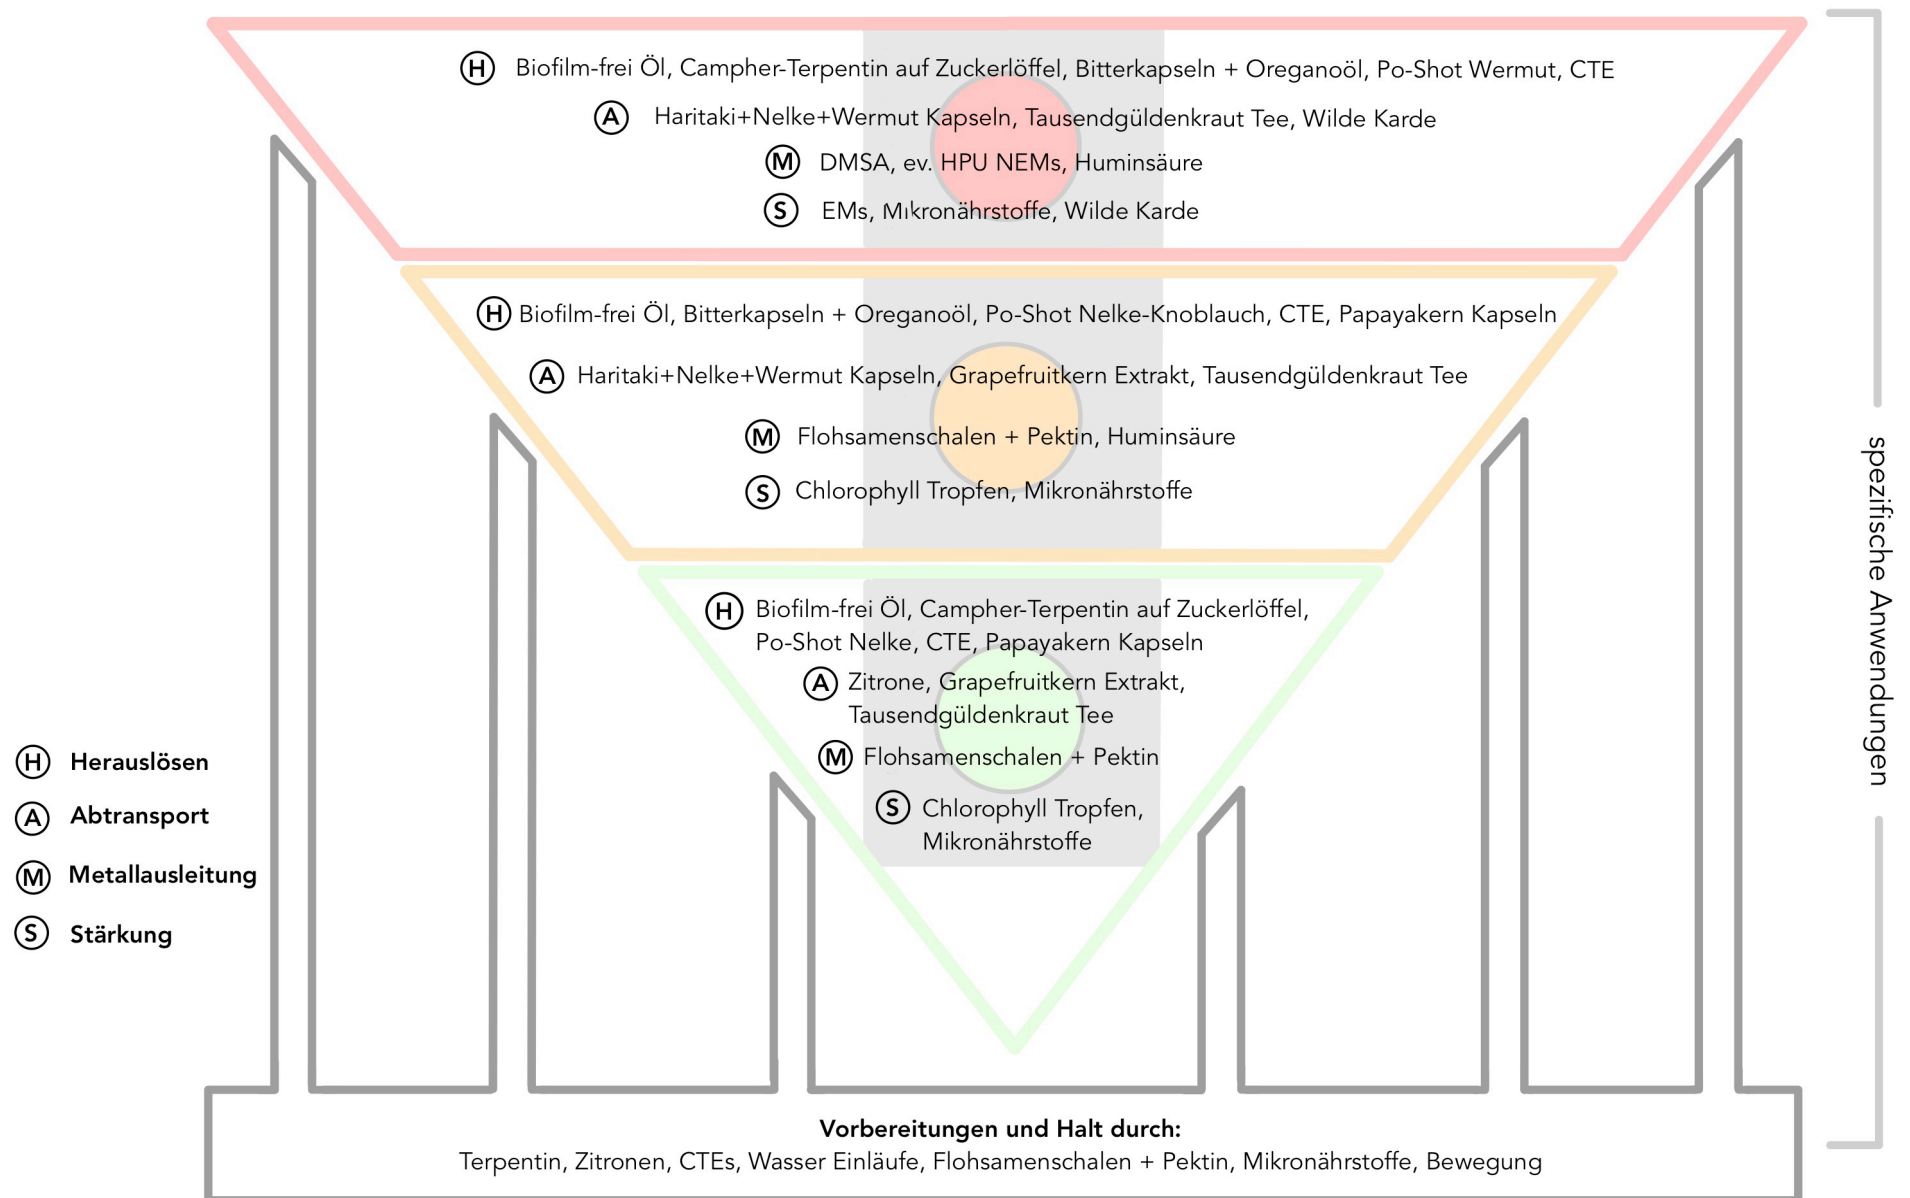 H Biofilm-frei Öl, Campher-Terpentin auf Zuckerlöffel, Bitterkapseln + Oreganoöl, Po-Shot Wermut, CTE
A Haritaki+Nelke+Wermut Kapseln, Tausendgüldenkraut Tee, Wilde Karde
M DMSA, ev. HPU NEMs, Huminsäure
S EMs, Mikronährstoffe, Wilde Karde
H Biofilm-frei Öl, Bitterkapseln + Oreganoöl, Po-Shot Nelke-Knoblauch, CTE, Papayakern Kapseln
A Haritaki+Nelke+Wermut Kapseln, Grapefruitkern Extrakt, Tausendgüldenkraut Tee
M Flohsamenschalen + Pektin, Huminsäure
S Chlorophyll Tropfen, Mikronährstoffe
H Biofilm-frei Öl, Campher-Terpentin auf Zuckerlöffel,
Po-Shot Nelke, CTE, Papayakern Kapseln
A Zitrone, Grapefruitkern Extrakt,
Tausendgüldenkraut Tee
M Flohsamenschalen + Pektin
S Chlorophyll Tropfen,
Mikronährstoffe
spezifische Anwendungen
H Herauslösen
A Abtransport
M Metallausleitung
S Stärkung
Vorbereitungen und Halt durch:
Terpentin, Zitronen, CTEs, Wasser Einläufe, Flohsamenschalen + Pektin, Mikronährstoffe, Bewegung